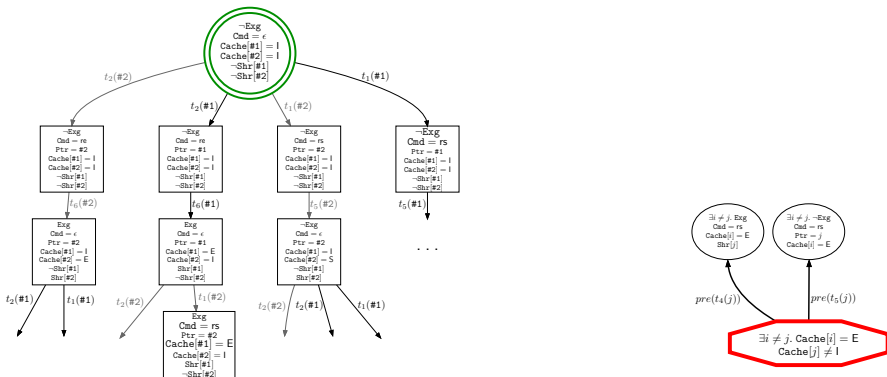 ¬Exg
Cmd = ϵ
Cache[#1] = I
Cache[#2] = I
¬Shr[#1]
¬Shr[#2]
t₂(#2)
t₂(#1)
t₁(#2)
t₁(#1)
¬Exg
Cmd = re
Ptr = #2
Cache[#1] = I
Cache[#2] = I
¬Shr[#1]
¬Shr[#2]
¬Exg
Cmd = re
Ptr = #1
Cache[#1] = I
Cache[#2] = I
¬Shr[#1]
¬Shr[#2]
¬Exg
Cmd = rs
Ptr = #2
Cache[#1] = I
Cache[#2] = I
¬Shr[#1]
¬Shr[#2]
¬Exg
Cmd = rs
Ptr = #1
Cache[#1] = I
Cache[#2] = I
¬Shr[#1]
¬Shr[#2]
t₆(#2)
t₆(#1)
t₅(#2)
t₅(#1)
Exg
Cmd = ϵ
Ptr = #2
Cache[#1] = I
Cache[#2] = E
¬Shr[#1]
Shr[#2]
Exg
Cmd = ϵ
Ptr = #1
Cache[#1] = E
Cache[#2] = I
Shr[#1]
¬Shr[#2]
¬Exg
Cmd = ϵ
Ptr = #2
Cache[#1] = I
Cache[#2] = S
¬Shr[#1]
Shr[#2]
. . .
t₂(#1)
t₁(#1)
t₂(#2)
t₁(#2)
t₂(#2)
t₂(#1)
t₁(#1)
Exg
Cmd = rs
Ptr = #2
Cache[#1] = E
Cache[#2] = I
Shr[#1]
¬Shr[#2]
∃i ≠ j. Exg
Cmd = rs
Cache[i] = E
Shr[j]
∃i ≠ j. ¬Exg
Cmd = rs
Ptr = j
Cache[i] = E
pre(t₄(j))
pre(t₅(j))
∃i ≠ j. Cache[i] = E
Cache[j] ≠ I